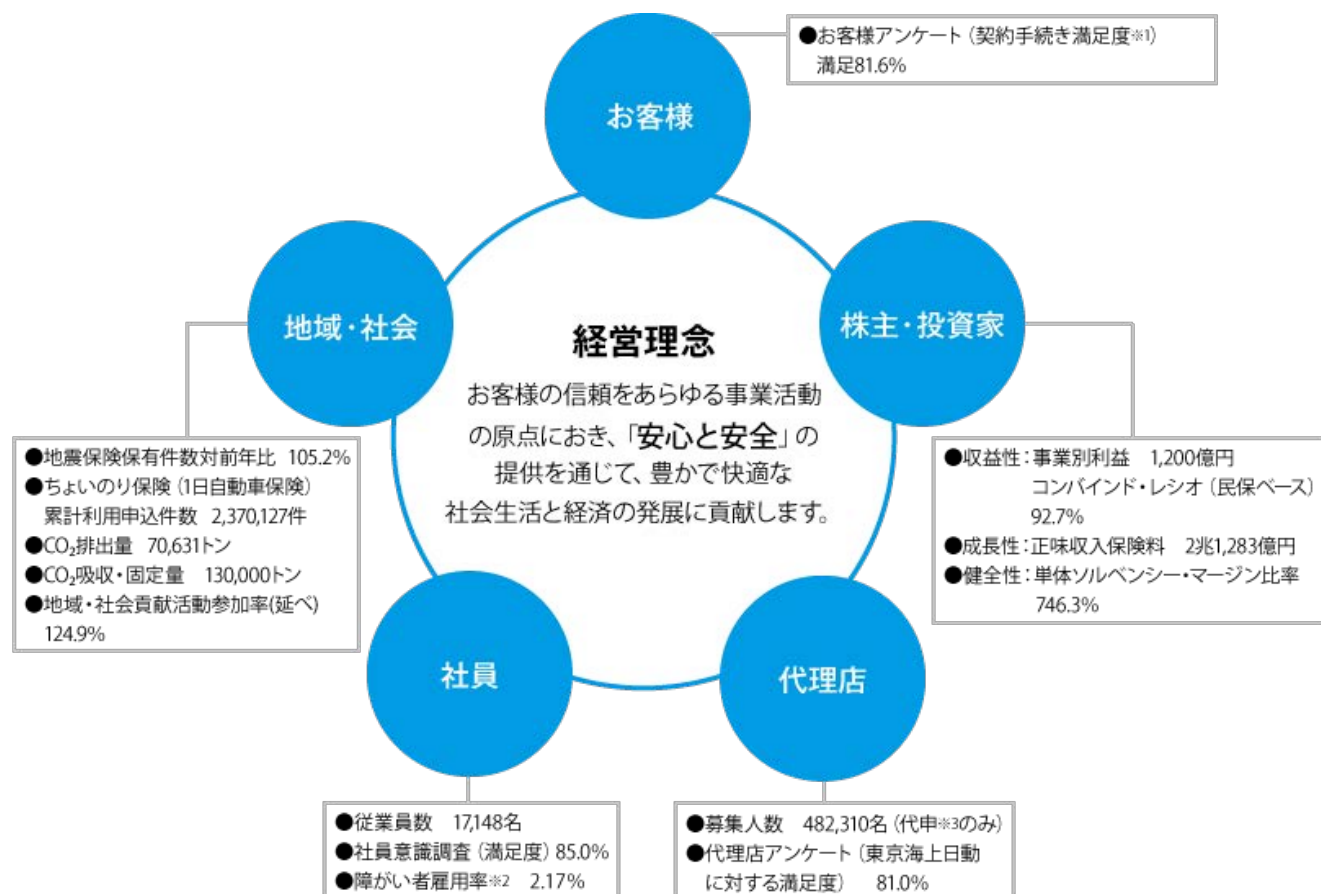 ●お客様アンケート（契約手続き満足度※1）
満足81.6%
お客様
地域・社会
株主・投資家
経営理念
お客様の信頼をあらゆる事業活動
の原点におき、「安心と安全」の
提供を通じて、豊かで快適な
社会生活と経済の発展に貢献します。
●地震保険保有件数対前年比 105.2%
●ちょいのり保険（1日自動車保険）
累計利用申込件数 2,370,127件
●CO₂排出量 70,631トン
●CO₂吸収・固定量 130,000トン
●地域・社会貢献活動参加率(延べ)
124.9%
●収益性：事業別利益 1,200億円
コンバインド・レシオ（民保ベース）
92.7%
●成長性：正味収入保険料 2兆1,283億円
●健全性：単体ソルベンシー・マージン比率
746.3%
社員
代理店
●従業員数 17,148名
●社員意識調査（満足度）85.0%
●障がい者雇用率※2 2.17%
●募集人数 482,310名（代申※3のみ）
●代理店アンケート（東京海上日動
に対する満足度） 81.0%